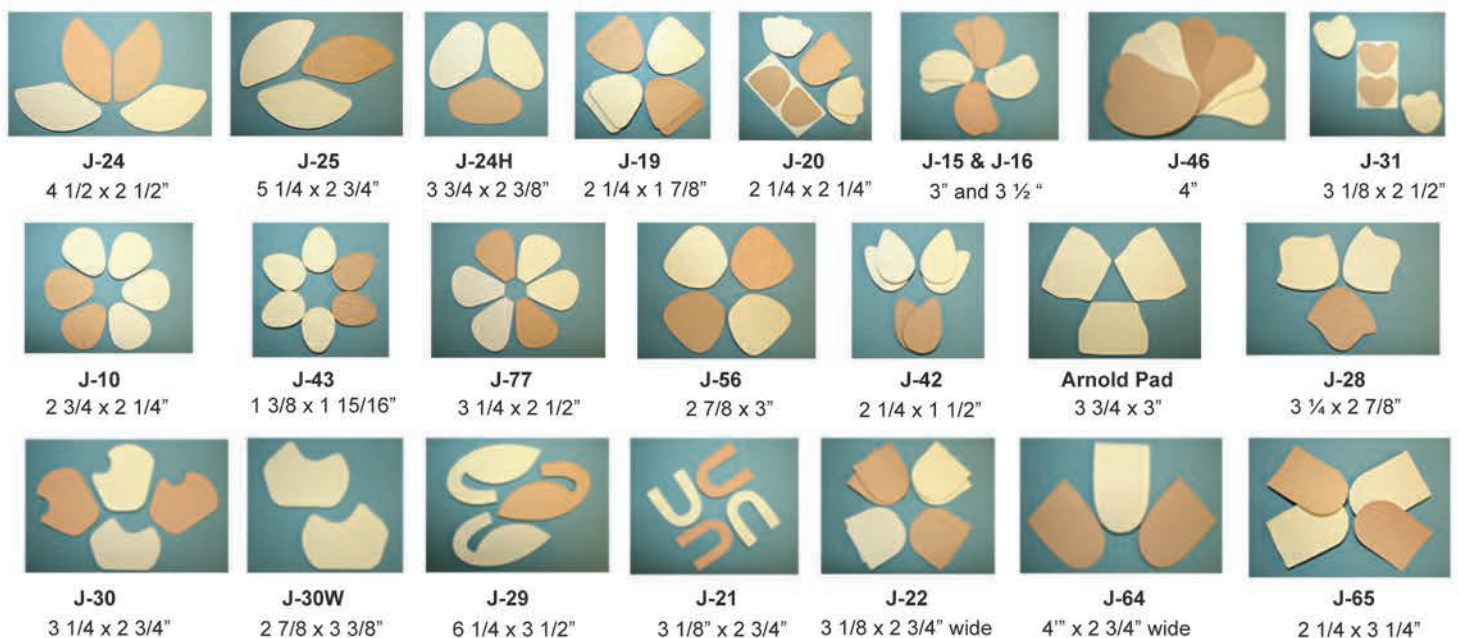 J-24 J-25 J-24H J-19 J-20 J-15 & J-16 J-46 J-31
4 1/2 x 2 1/2” 5 1/4 x 2 3/4” 3 3/4 x 2 3/8” 2 1/4 x 1 7/8” 2 1/4 x 2 1/4” 3” and 3 ½ “ 4” 3 1/8 x 2 1/2”
J-10 J-43 J-77 J-56 J-42 Arnold Pad J-28
2 3/4 x 2 1/4” 1 3/8 x 1 15/16” 3 1/4 x 2 1/2” 2 7/8 x 3” 2 1/4 x 1 1/2” 3 3/4 x 3” 3 ¼ x 2 7/8”
J-30 J-30W J-29 J-21 J-22 J-64 J-65
3 1/4 x 2 3/4” 2 7/8 x 3 3/8” 6 1/4 x 3 1/2” 3 1/8” x 2 3/4” 3 1/8 x 2 3/4” wide 4’” x 2 3/4” wide 2 1/4 x 3 1/4”